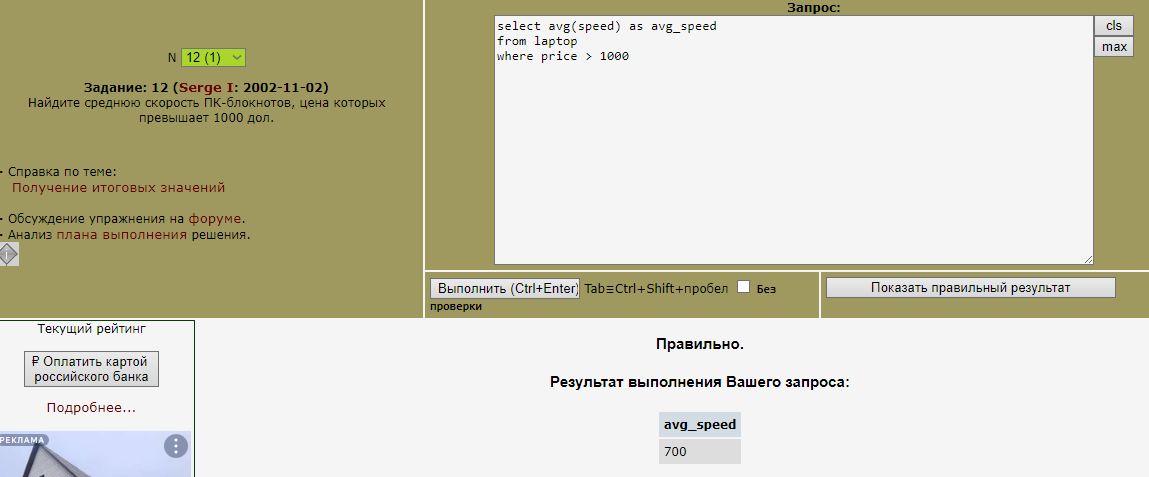 N 12 (1)
Задание: 12 (Serge I: 2002-11-02)
Найдите среднюю скорость ПК-блокнотов, цена которых
превышает 1000 дол.
- Справка по теме:
Получение итоговых значений
- Обсуждение упражнения на форуме.
- Анализ плана выполнения решения.
Запрос:
select avg(speed) as avg_speed
from laptop
where price > 1000
cls
max
Выполнить (Ctrl+Enter) Tab≡Ctrl+Shift+пробел Без
проверки
Показать правильный результат
Текущий рейтинг
₽ Оплатить картой
российского банка
Подробнее...
РЕКЛАМА
Правильно.
Результат выполнения Вашего запроса:
avg_speed
700